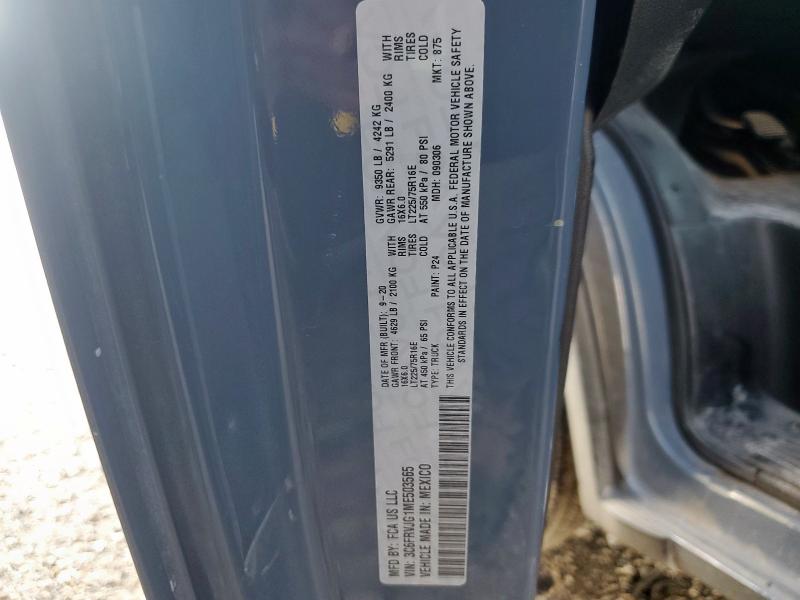 MFD BY: FCA US LLC
VIN: 3C6FRVJG1ME503565
VEHICLE MADE IN: MEXICO
DATE OF MFR (BUILT): 9-20
GVWR: 9350 LB / 4242 KG
GAWR FRONT: 4629 LB / 2100 KG WITH
GAWR REAR: 5291 LB / 2400 KG WITH
16X6.0 RIMS
16X6.0 RIMS
LT225/75R16E TIRES
LT225/75R16E TIRES
AT 450 kPa / 65 PSI COLD
AT 550 kPa / 80 PSI COLD
TYPE: TRUCK PAINT: P24 MDH: 090306 MKT: 875
THIS VEHICLE CONFORMS TO ALL APPLICABLE U.S.A. FEDERAL MOTOR VEHICLE SAFETY
STANDARDS IN EFFECT ON THE DATE OF MANUFACTURE SHOWN ABOVE.